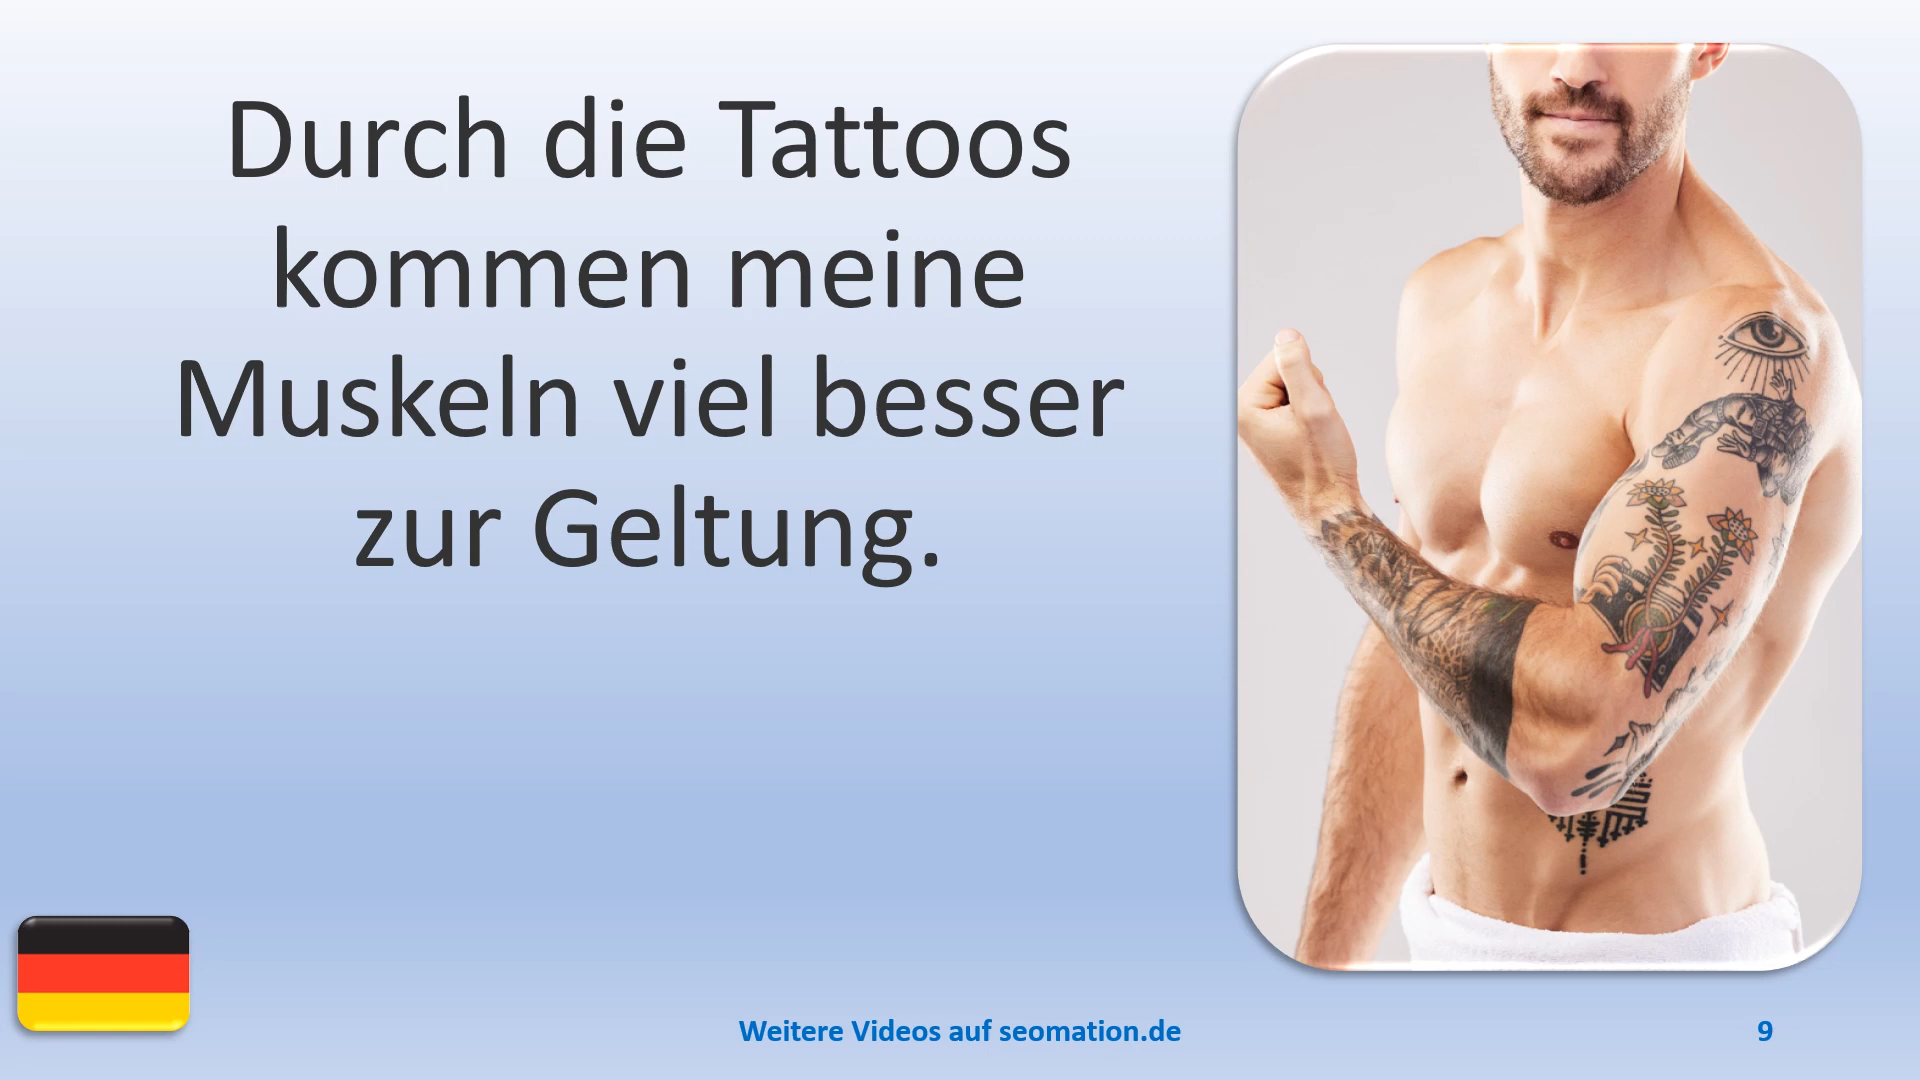 Durch die Tattoos
kommen meine
Muskeln viel besser
zur Geltung.
Weitere Videos auf seomation.de
9